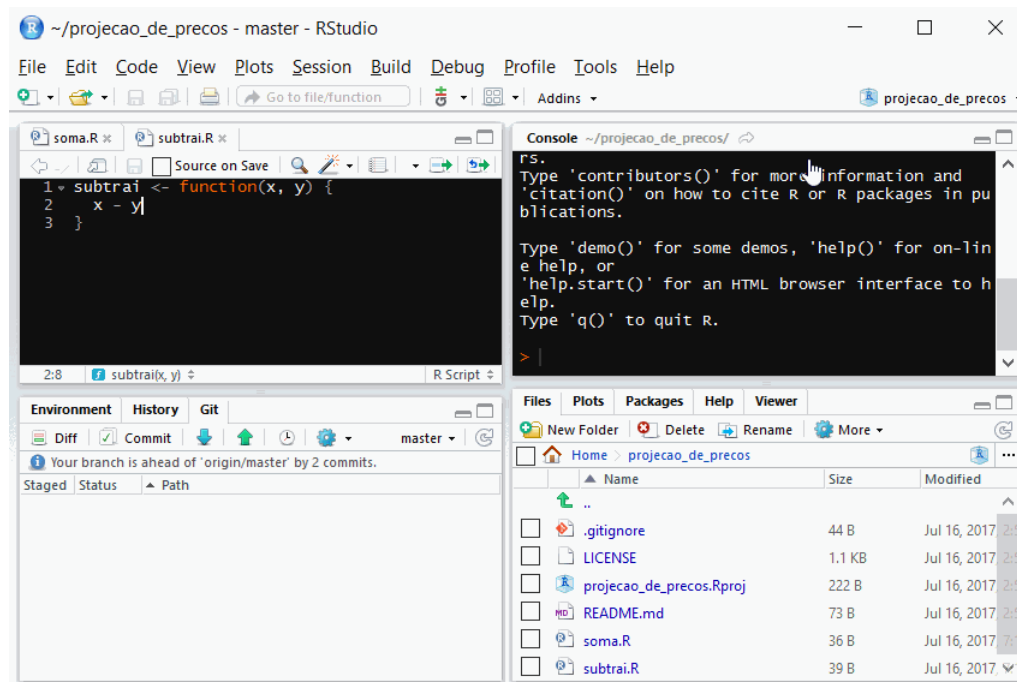 ~/projecao_de_precos - master - RStudio
File Edit Code View Plots Session Build Debug Profile Tools Help
Go to file/function Addins projecao_de_precos
soma.R subtrai.R
Source on Save
1 subtrai <- function(x, y) {
2 x - y
3 }
2:8 subtrai(x, y) R Script
Console ~/projecao_de_precos/
rs.
Type 'contributors()' for more information and
'citation()' on how to cite R or R packages in pu
blications.
Type 'demo()' for some demos, 'help()' for on-lin
e help, or
'help.start()' for an HTML browser interface to h
elp.
Type 'q()' to quit R.
>
Environment History Git
Diff Commit master
Your branch is ahead of 'origin/master' by 2 commits.
Staged Status Path
Files Plots Packages Help Viewer
New Folder Delete Rename More
Home projecao_de_precos
Name Size Modified
..
.gitignore 44 B Jul 16, 2017,
LICENSE 1.1 KB Jul 16, 2017,
projecao_de_precos.Rproj 222 B Jul 16, 2017,
README.md 73 B Jul 16, 2017,
soma.R 36 B Jul 16, 2017,
subtrai.R 39 B Jul 16, 2017,